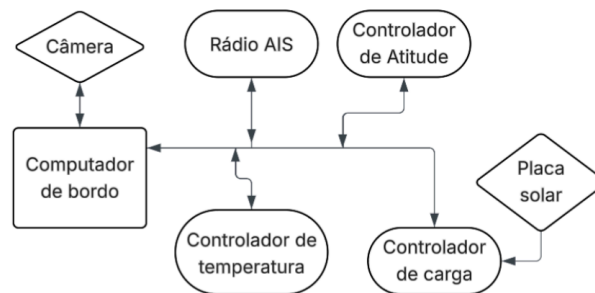 Câmera
Rádio AIS
Controlador
de Atitude
Computador
de bordo
Placa
solar
Controlador de
temperatura
Controlador
de carga